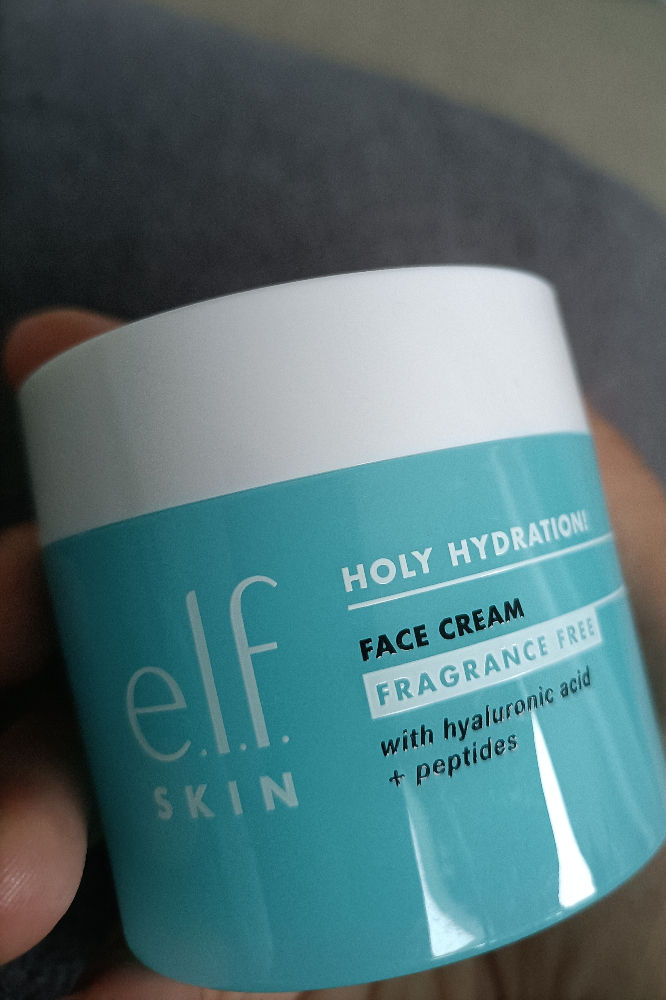 e.l.f.
SKIN
HOLY HYDRATION!
FACE CREAM
FRAGRANCE FREE
with hyaluronic acid
+ peptides